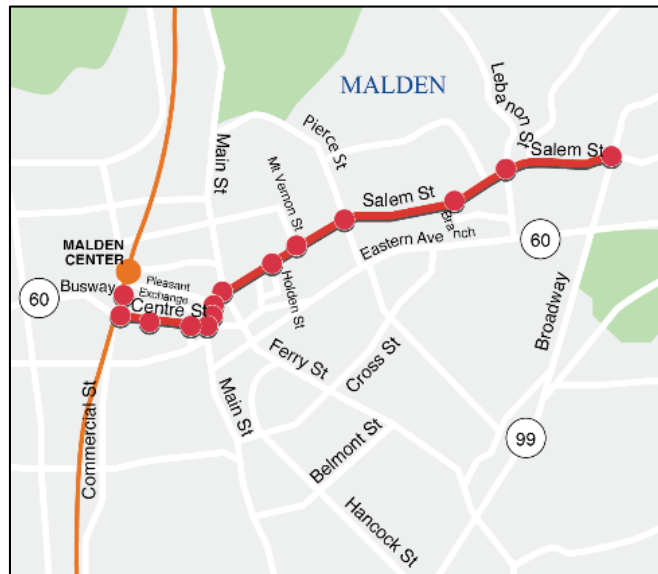 MALDEN
Lebanon St
Pierce St
Salem St
Main St
Mt Vernon St
Salem St
Branch
Eastern Ave
60
MALDEN
CENTER
Pleasant
Busway
Exchange
60
Centre St
Holden St
Broadway
Ferry St
Cross St
Commercial St
Main St
Belmont St
99
Hancock St